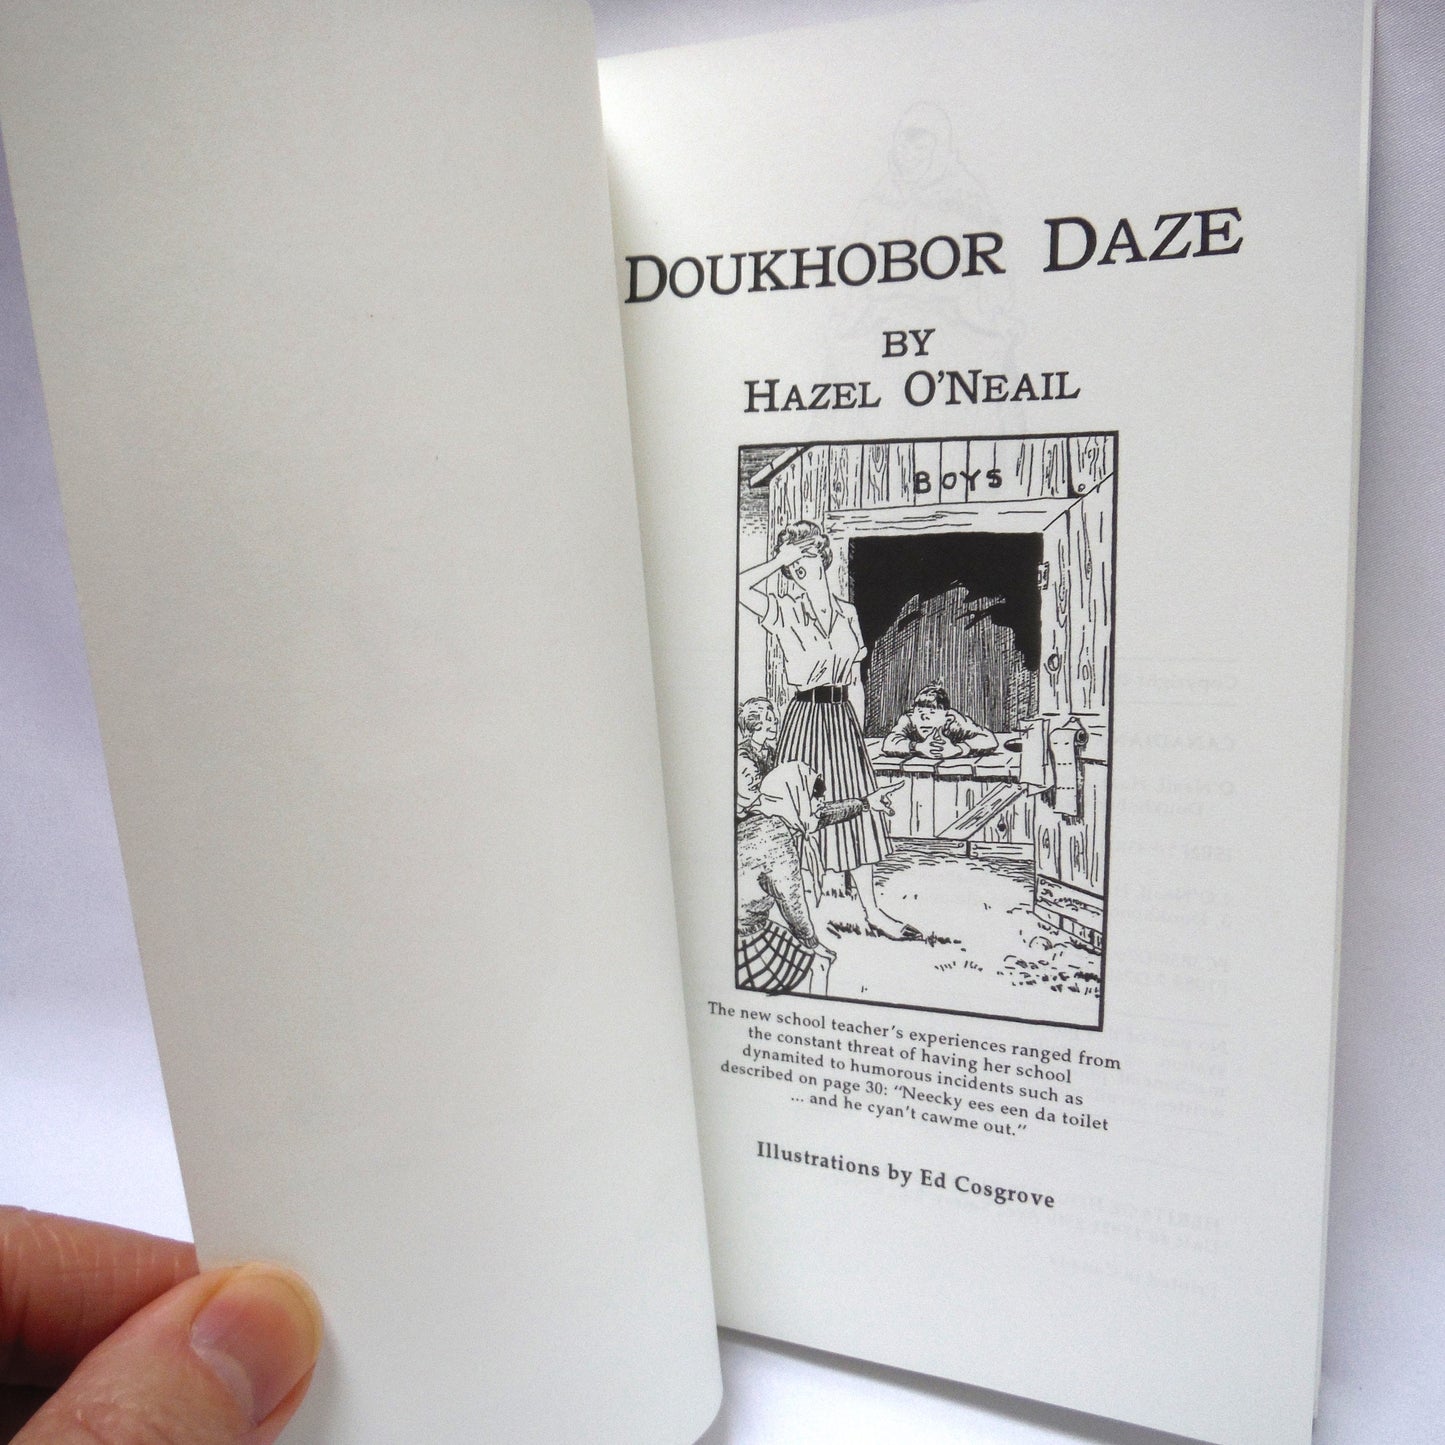 DOUKHOBOR DAZE
BY
HAZEL O'NEAIL
BOYS
The new school teacher's experiences ranged from
the constant threat of having her school
dynamited to humorous incidents such as
described on page 30: "Neecky ees een da toilet
... and he cyan't cawme out."
Illustrations by Ed Cosgrove